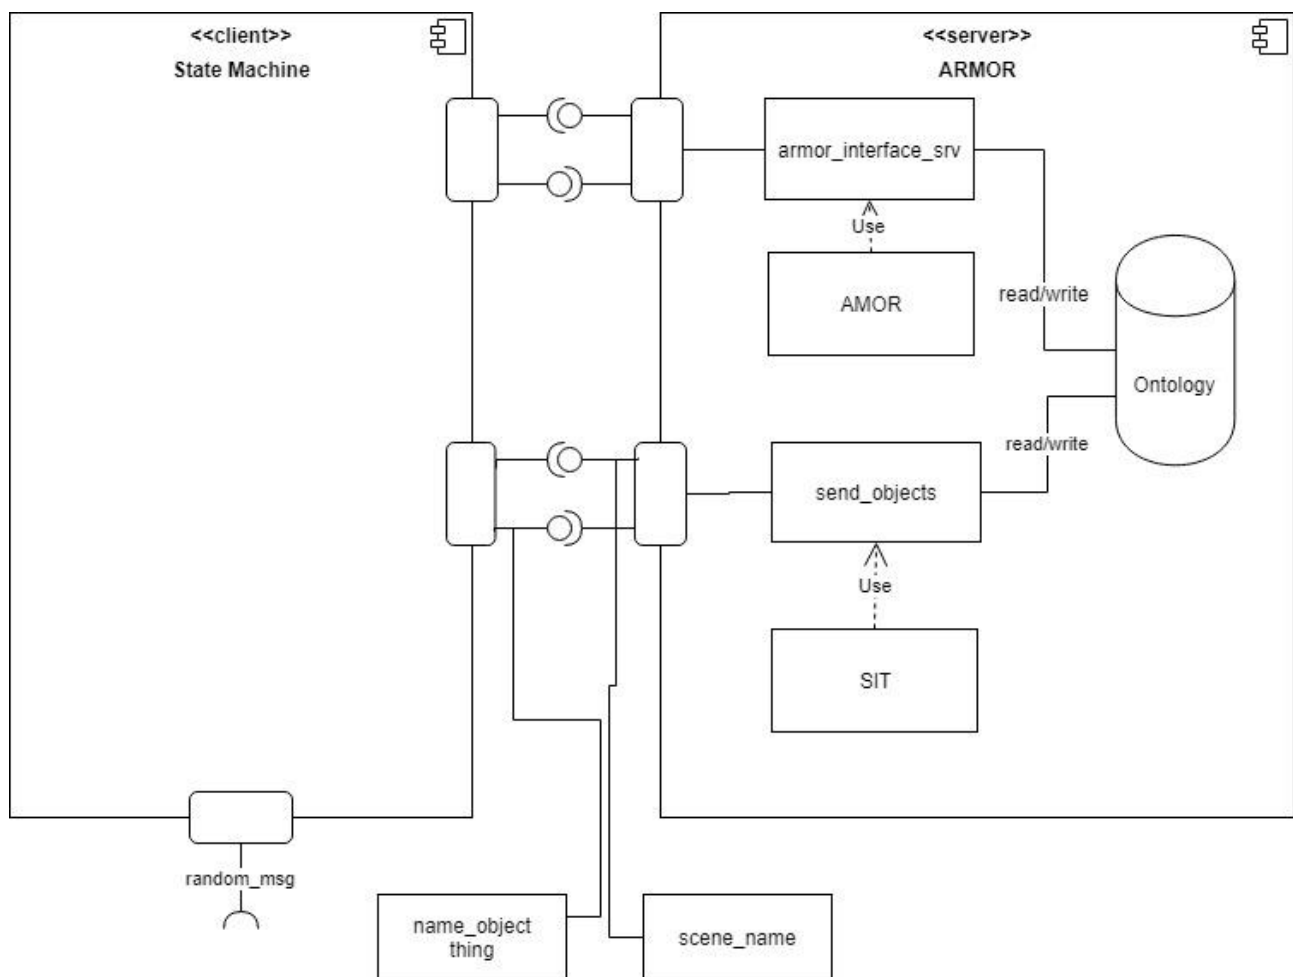 <<client>>
State Machine
<<server>>
ARMOR
armor_interface_srv
Use
AMOR
read/write
Ontology
read/write
send_objects
Use
SIT
random_msg
name_object
thing
scene_name